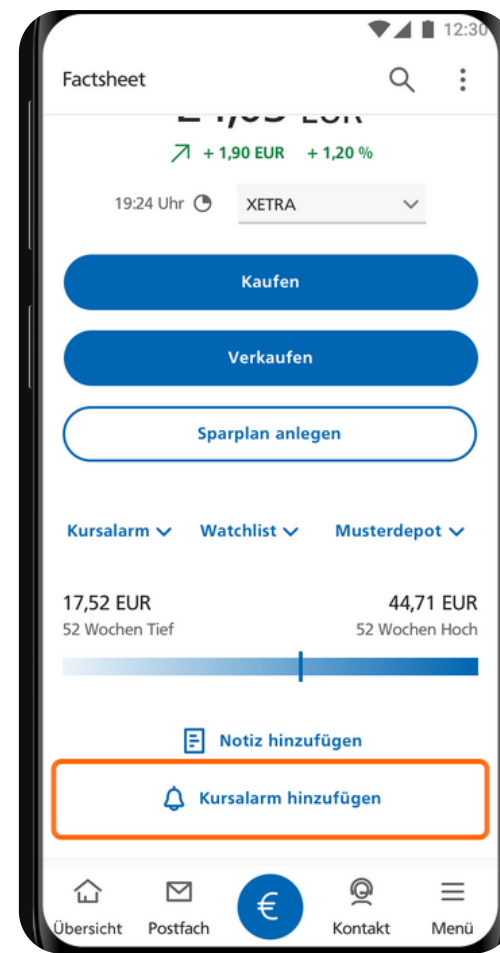 12:30
Factsheet
EUR
+ 1,90 EUR + 1,20 %
19:24 Uhr XETRA
Kaufen
Verkaufen
Sparplan anlegen
Kursalarm Watchlist Musterdepot
17,52 EUR 44,71 EUR
52 Wochen Tief 52 Wochen Hoch
Notiz hinzufügen
Kursalarm hinzufügen
€
Übersicht Postfach Kontakt Menü